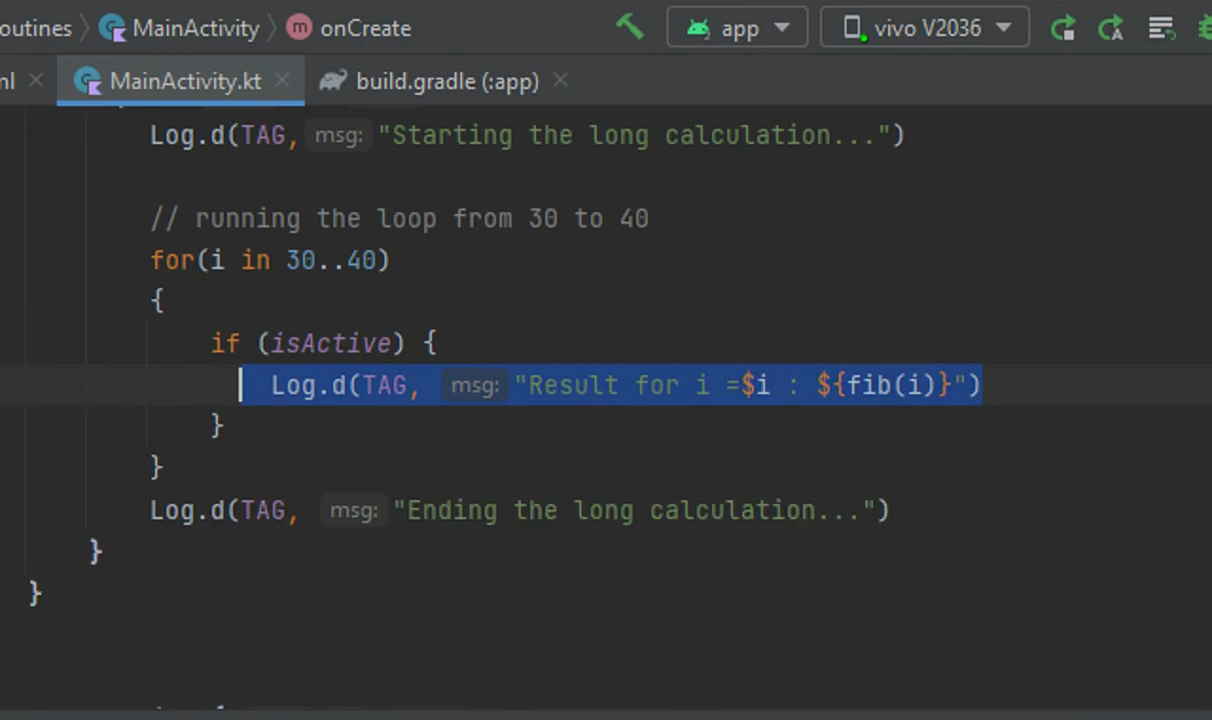 outines MainActivity onCreate app vivo V2036
ml MainActivity.kt build.gradle (:app)
Log.d(TAG, msg: "Starting the long calculation...")
// running the loop from 30 to 40
for(i in 30..40)
{
if (isActive) {
Log.d(TAG, msg: "Result for i =$i : ${fib(i)}")
}
}
Log.d(TAG, msg: "Ending the long calculation...")
}
}